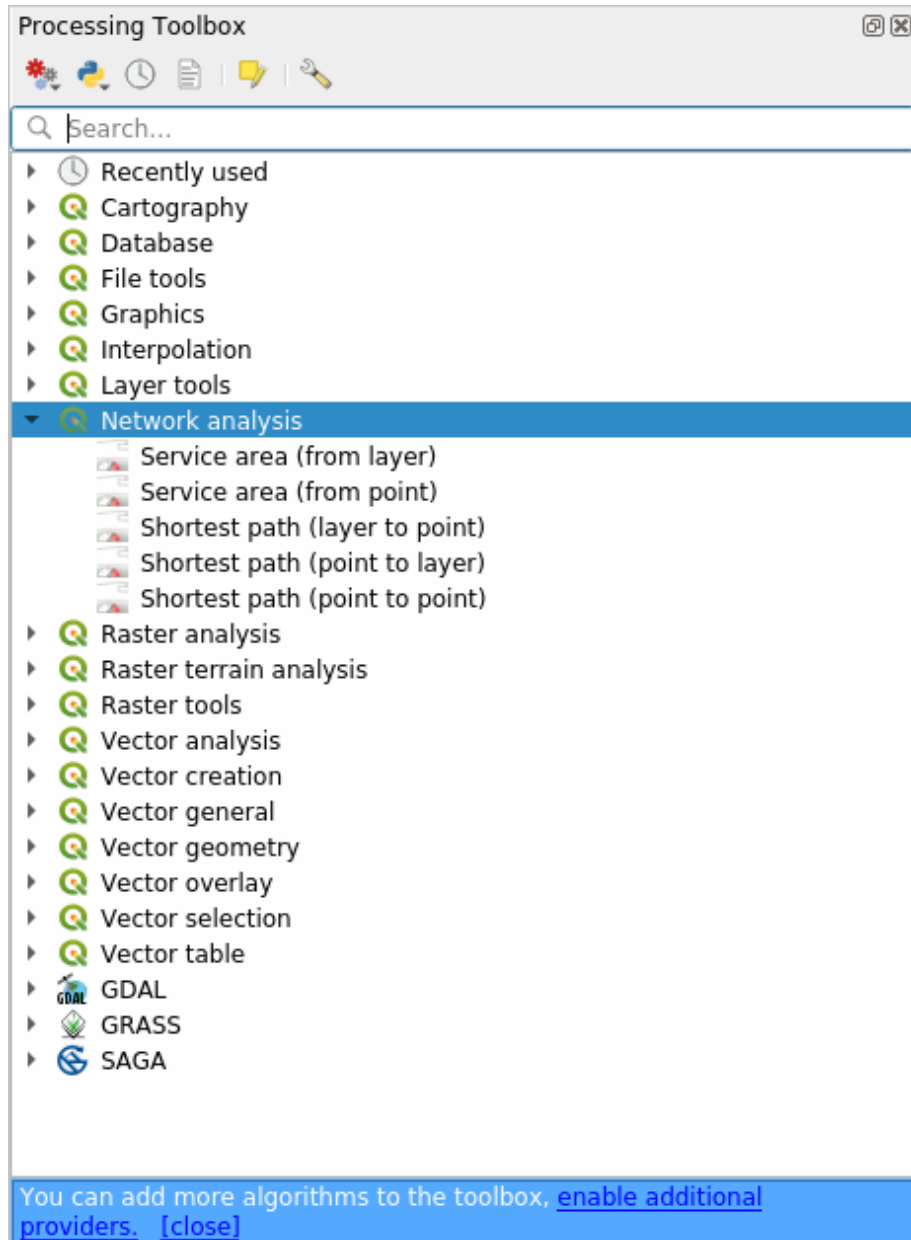 Processing Toolbox
Search...
Recently used
Cartography
Database
File tools
Graphics
Interpolation
Layer tools
Network analysis
Service area (from layer)
Service area (from point)
Shortest path (layer to point)
Shortest path (point to layer)
Shortest path (point to point)
Raster analysis
Raster terrain analysis
Raster tools
Vector analysis
Vector creation
Vector general
Vector geometry
Vector overlay
Vector selection
Vector table
GDAL GDAL
GRASS
SAGA
You can add more algorithms to the toolbox, enable additional
providers. [close]